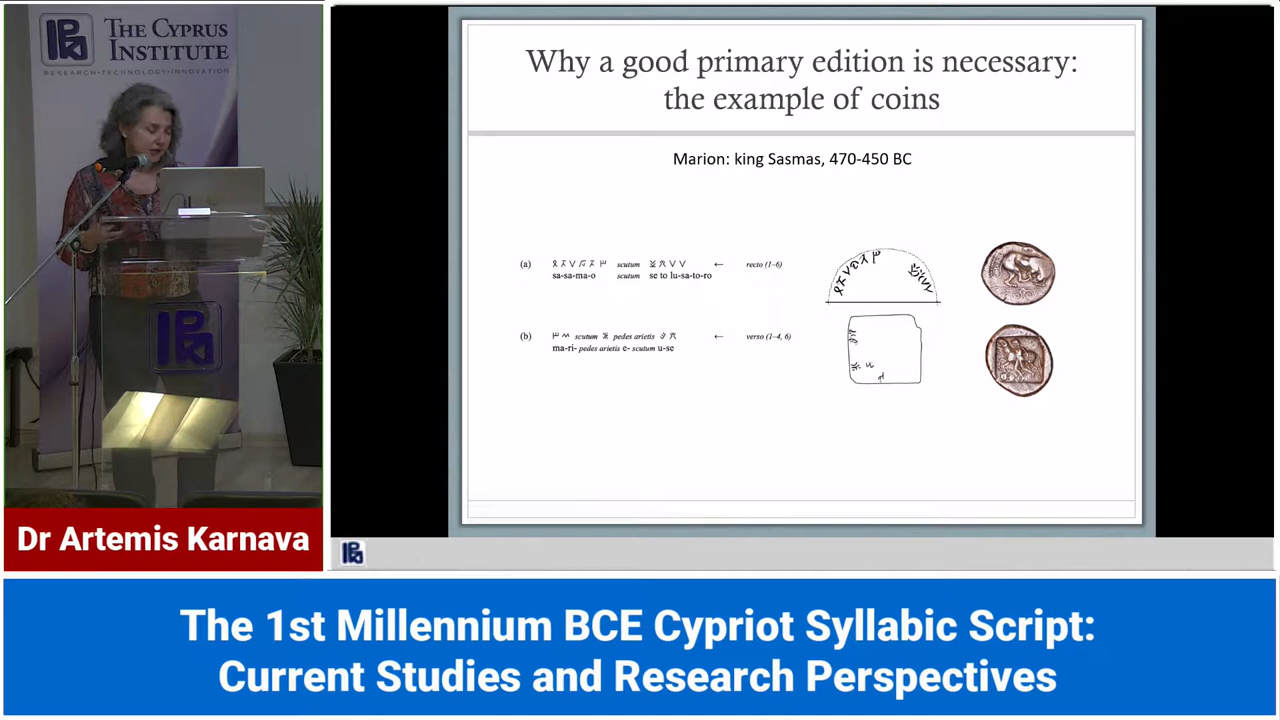 THE CYPRUS
INSTITUTE
RESEARCH•TECHNOLOGY•INNOVATION
Why a good primary edition is necessary:
the example of coins
Marion: king Sasmas, 470-450 BC
(a) scutum ← recto (1–6)
sa-sa-ma-o scutum se to lu-sa-to-ro
(b) scutum pedes arietis ← verso (1–4, 6)
ma-ri- pedes arietis e- scutum u-se
Dr Artemis Karnava
The 1st Millennium BCE Cypriot Syllabic Script:
Current Studies and Research Perspectives